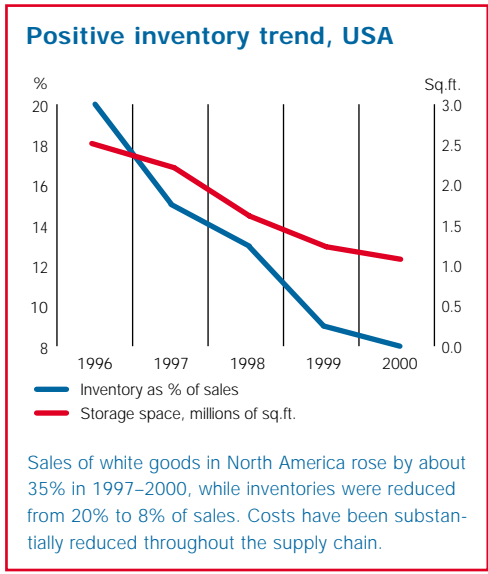 Positive inventory trend, USA
% Sq.ft.
20 3.0
18 2.5
16 2.0
14 1.5
12 1.0
10 0.5
8 0.0
1996 1997 1998 1999 2000
Inventory as % of sales
Storage space, millions of sq.ft.
Sales of white goods in North America rose by about
35% in 1997–2000, while inventories were reduced
from 20% to 8% of sales. Costs have been substan-
tially reduced throughout the supply chain.